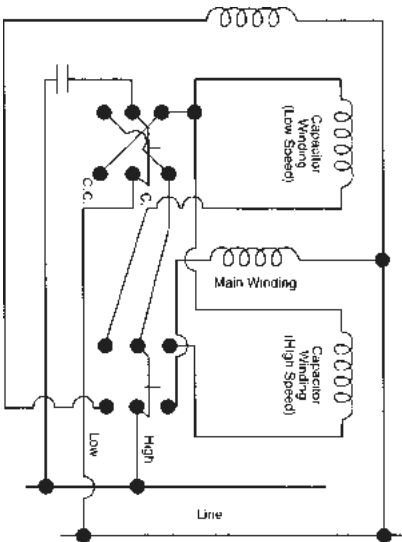 Capacitor
Winding
(Low Speed)
C.C.
C.
Main Winding
Capacitor
Winding
(High Speed)
Low
High
Line